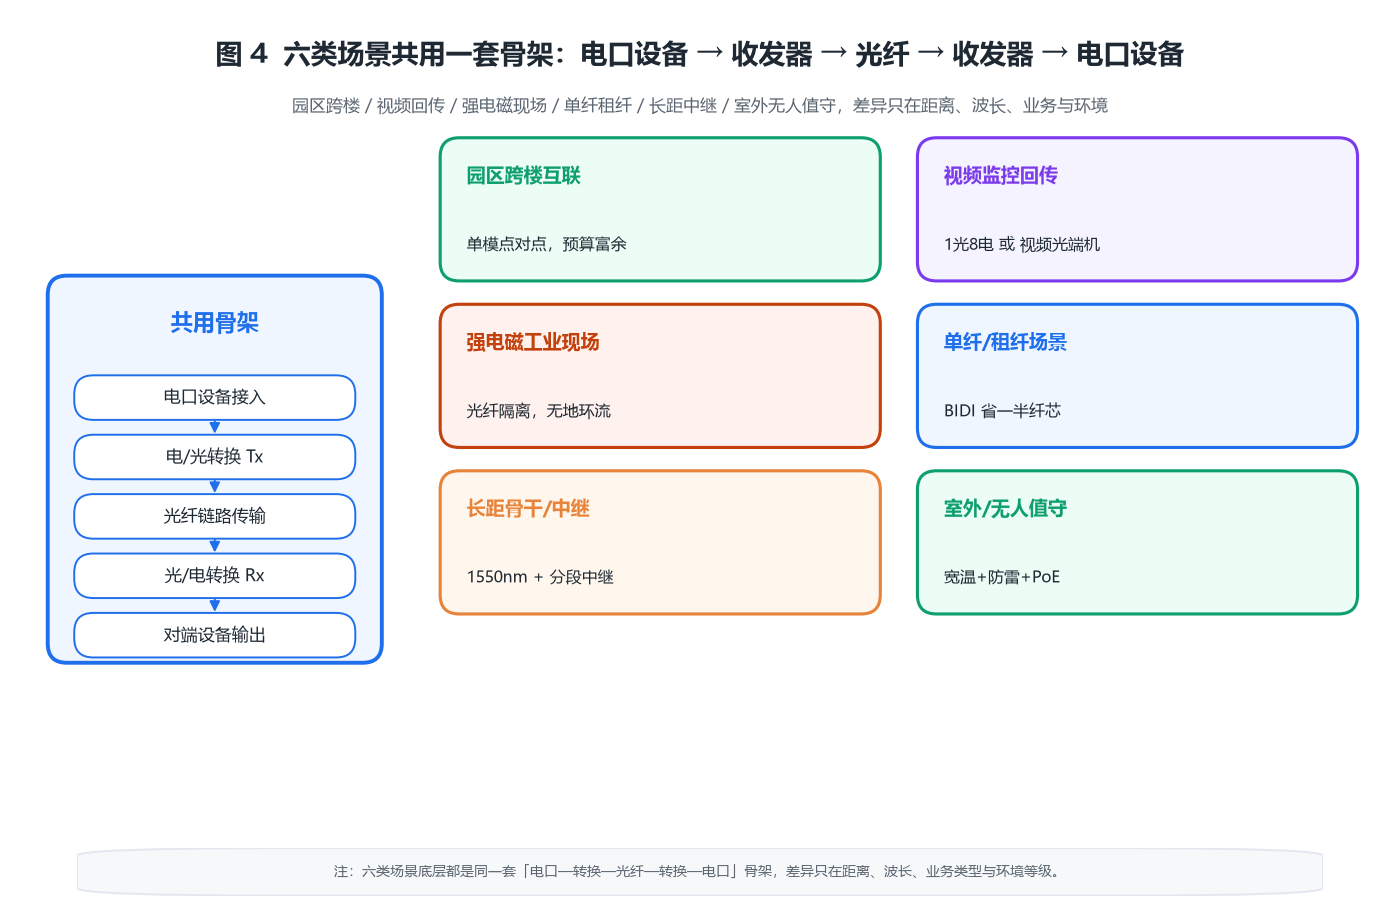 图 4 六类场景共用一套骨架：电口设备 → 收发器 → 光纤 → 收发器 → 电口设备
园区跨楼 / 视频回传 / 强电磁现场 / 单纤租纤 / 长距中继 / 室外无人值守，差异只在距离、波长、业务与环境
共用骨架
电口设备接入
电/光转换 Tx
光纤链路传输
光/电转换 Rx
对端设备输出
园区跨楼互联
单模点对点，预算富余
视频监控回传
1光8电 或 视频光端机
强电磁工业现场
光纤隔离，无地环流
单纤/租纤场景
BIDI 省一半纤芯
长距骨干/中继
1550nm + 分段中继
室外/无人值守
宽温+防雷+PoE
注：六类场景底层都是同一套「电口—转换—光纤—转换—电口」骨架，差异只在距离、波长、业务类型与环境等级。